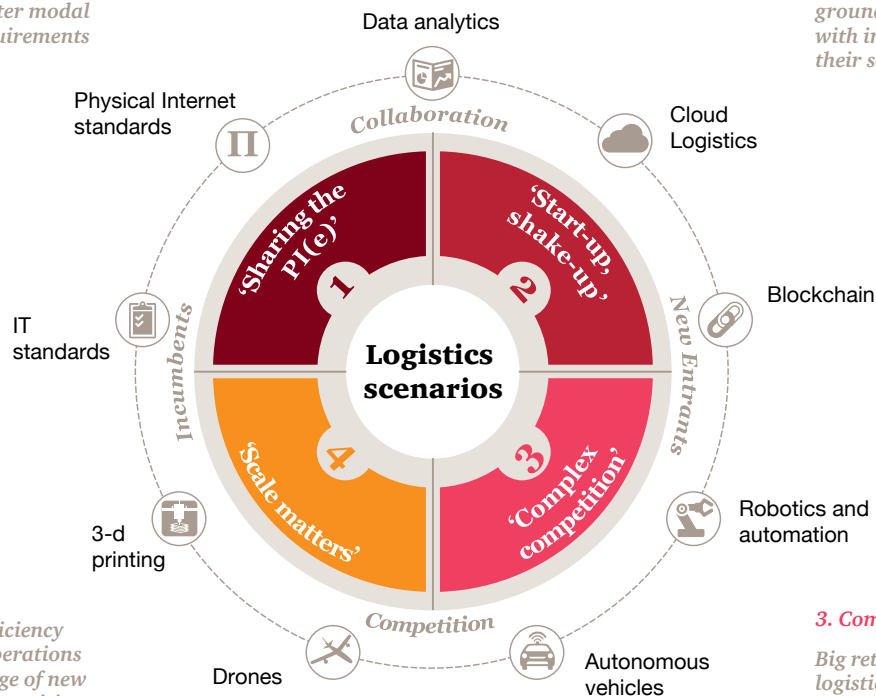 ter modal
uirements
ground
with in
their se
Data analytics
Physical Internet
standards
Π
Cloud
Logistics
Collaboration
‘Sharing the
PI(e)’
1
‘Start-up,
shake-up’
2
Blockchain
IT
standards
Incumbents
New Entrants
Logistics
scenarios
4
‘Scale matters’
3
‘Complex
competition’
3-d
printing
Robotics and
automation
Competition
Drones
Autonomous
vehicles
iciency
perations
ge of new
3. Com
Big ret
logistic